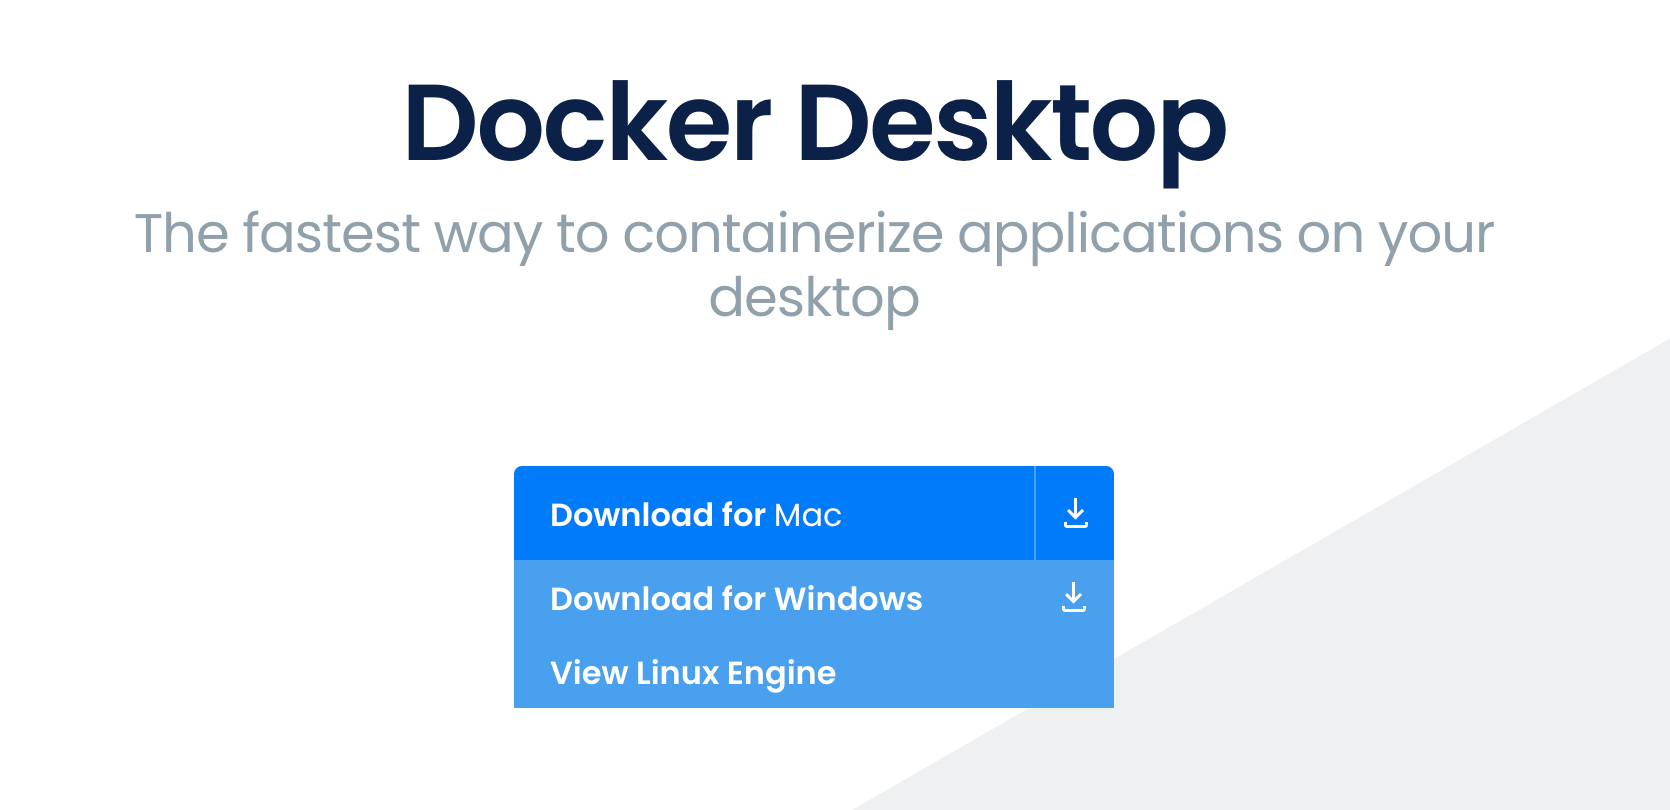 Docker Desktop
The fastest way to containerize applications on your
desktop
Download for Mac
Download for Windows
View Linux Engine